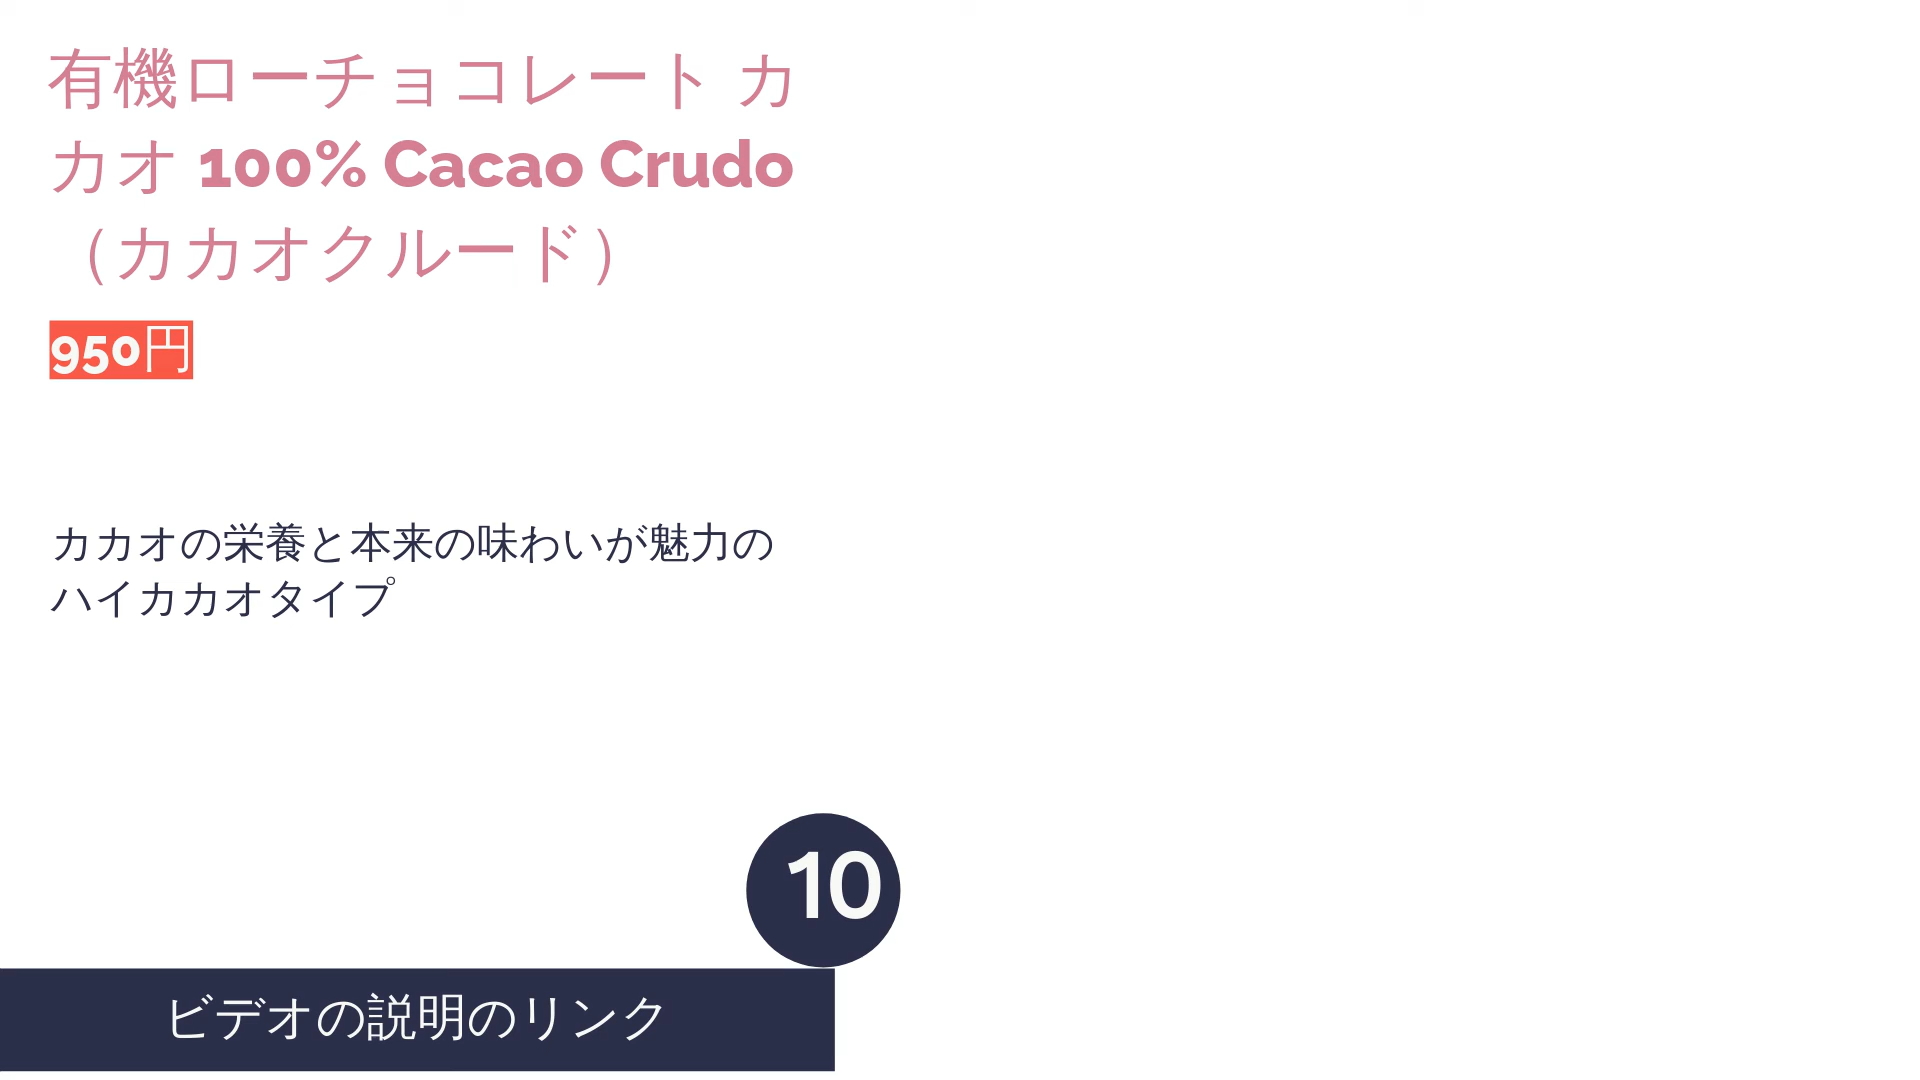 有機ローチョコレート カ
カオ 100% Cacao Crudo
（カカオクルード）
950円
カカオの栄養と本来の味わいが魅力の
ハイカカオタイプ
10
ビデオの説明のリンク